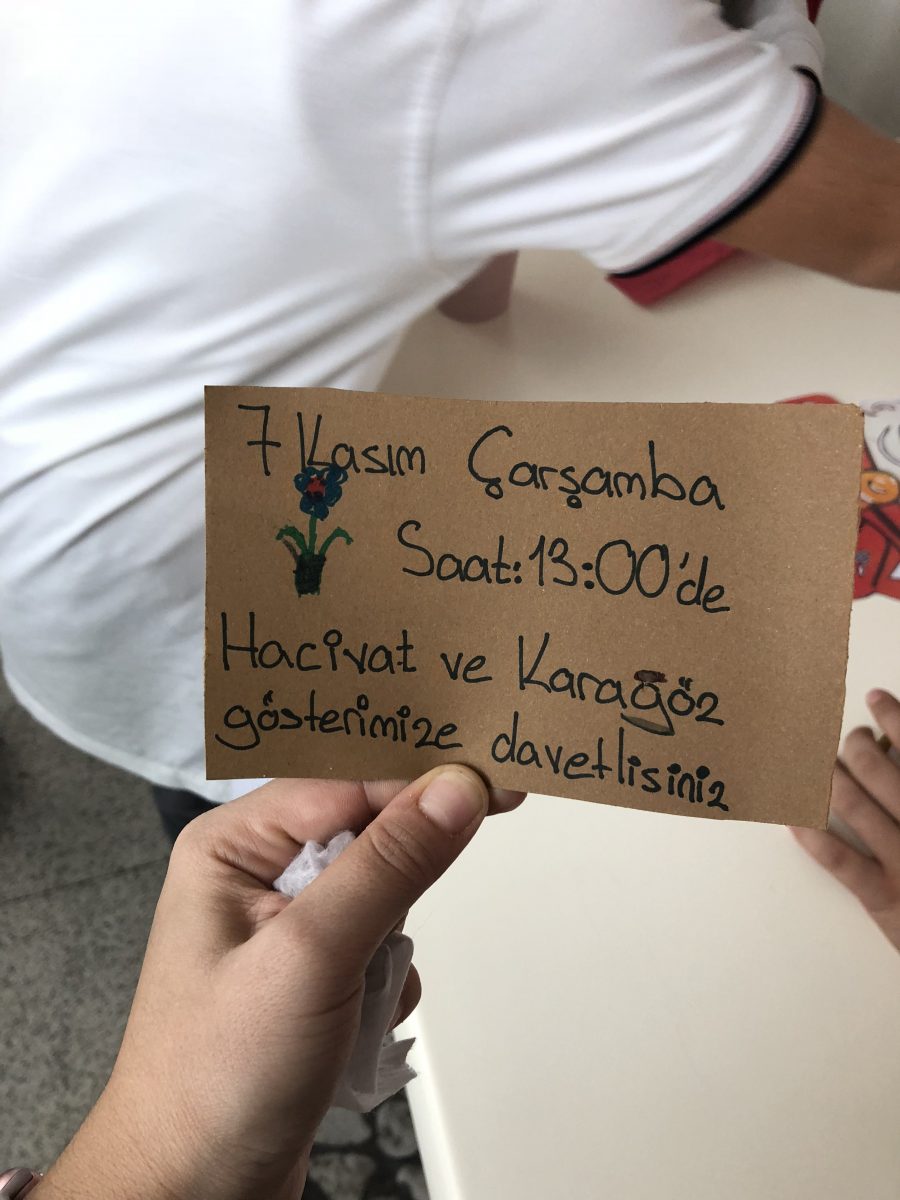 7 Kasım Çarşamba
Saat:13:00'de
Hacivat ve Karagöz
gösterimize davetlisiniz